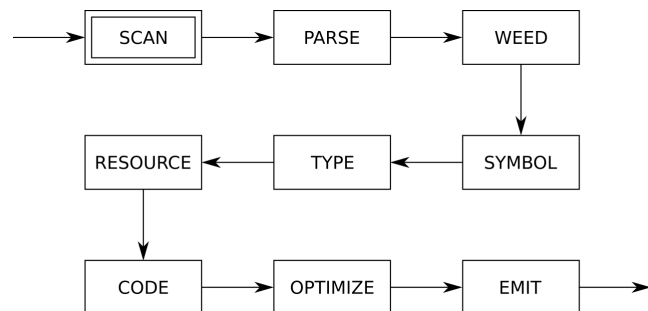 SCAN
PARSE
WEED
RESOURCE
TYPE
SYMBOL
CODE
OPTIMIZE
EMIT